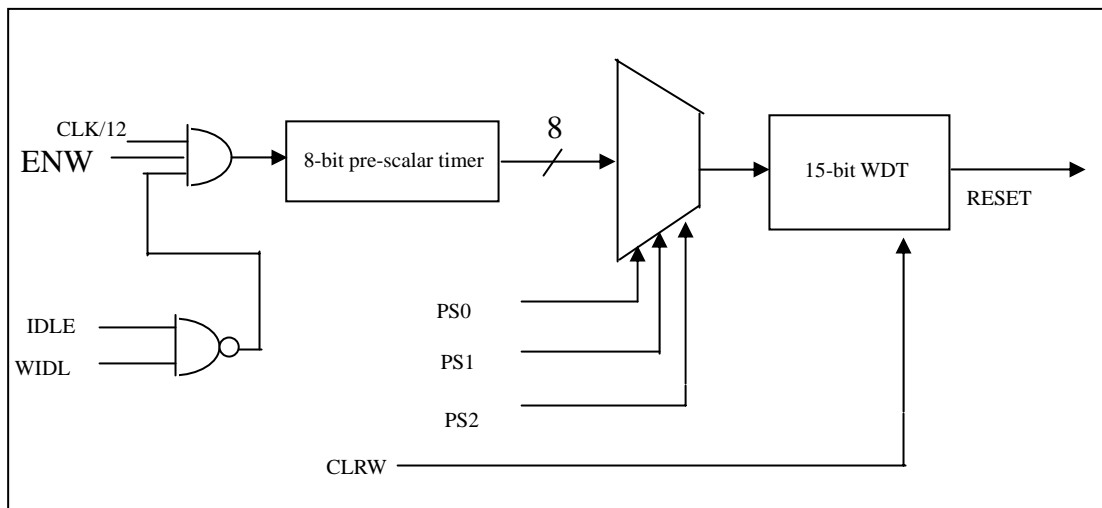 CLK/12
ENW
8-bit pre-scalar timer
8
15-bit WDT
RESET
IDLE
WIDL
PS0
PS1
PS2
CLRW